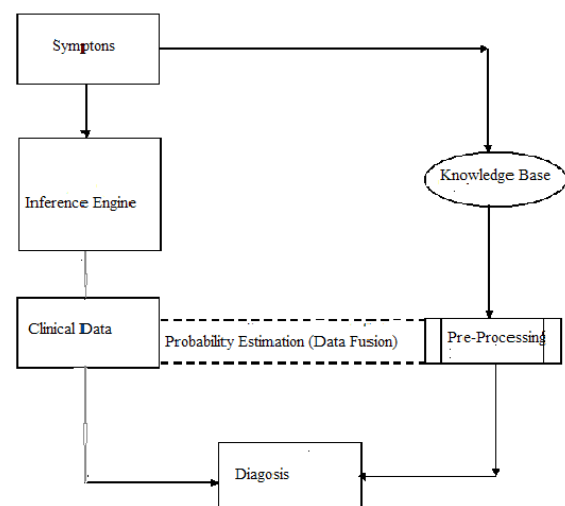 Symptons
Knowledge Base
Inference Engine
Clinical Data
Probability Estimation (Data Fusion)
Pre-Processing
Diagosis